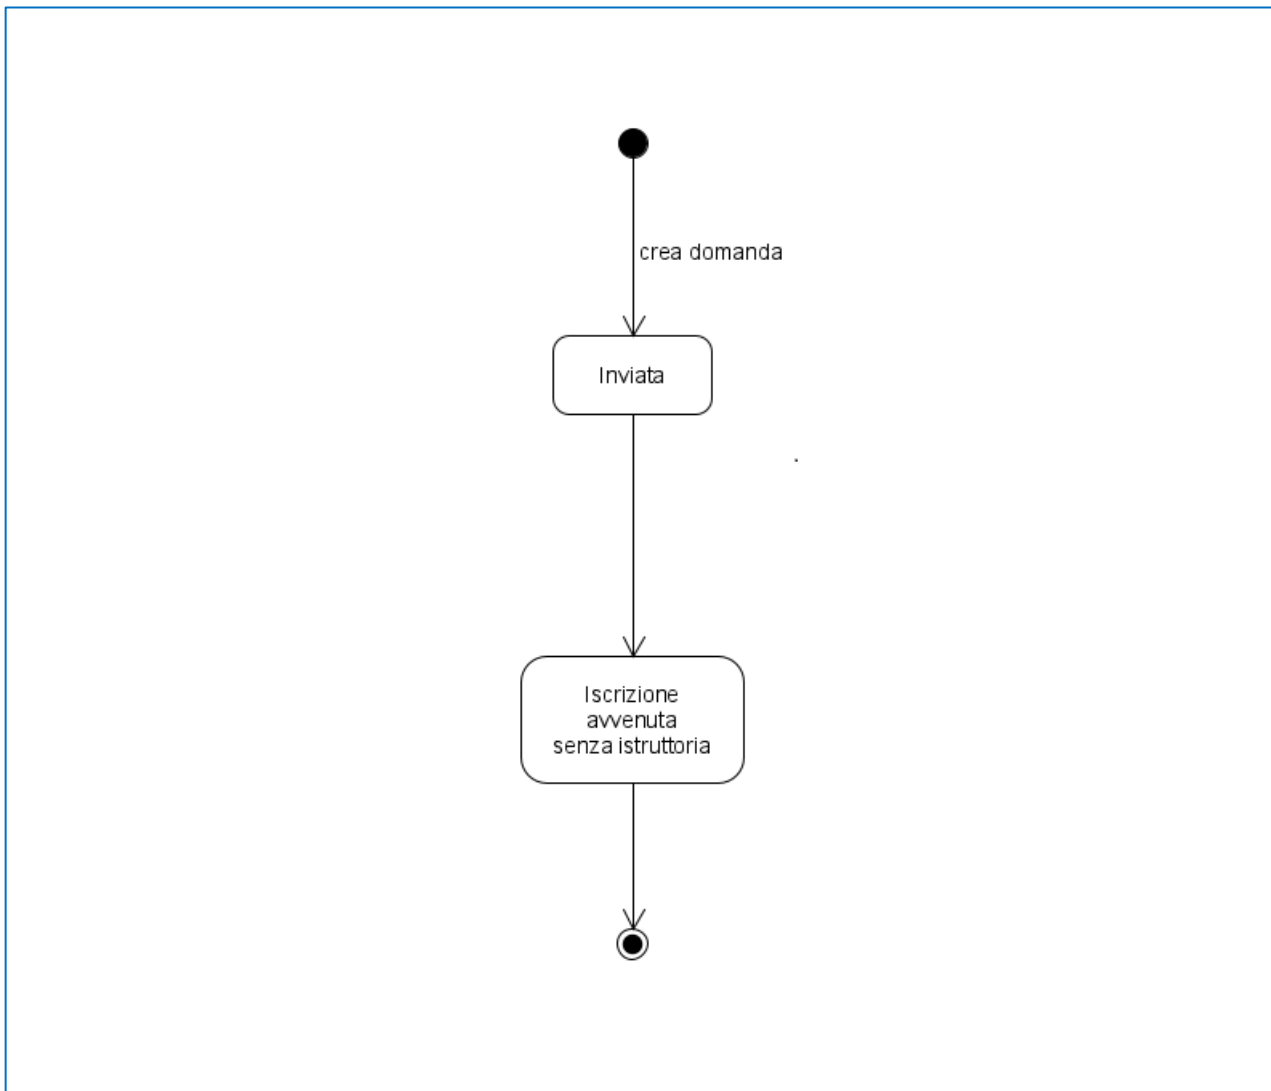 crea domanda
Inviata
Iscrizione
avvenuta
senza istruttoria